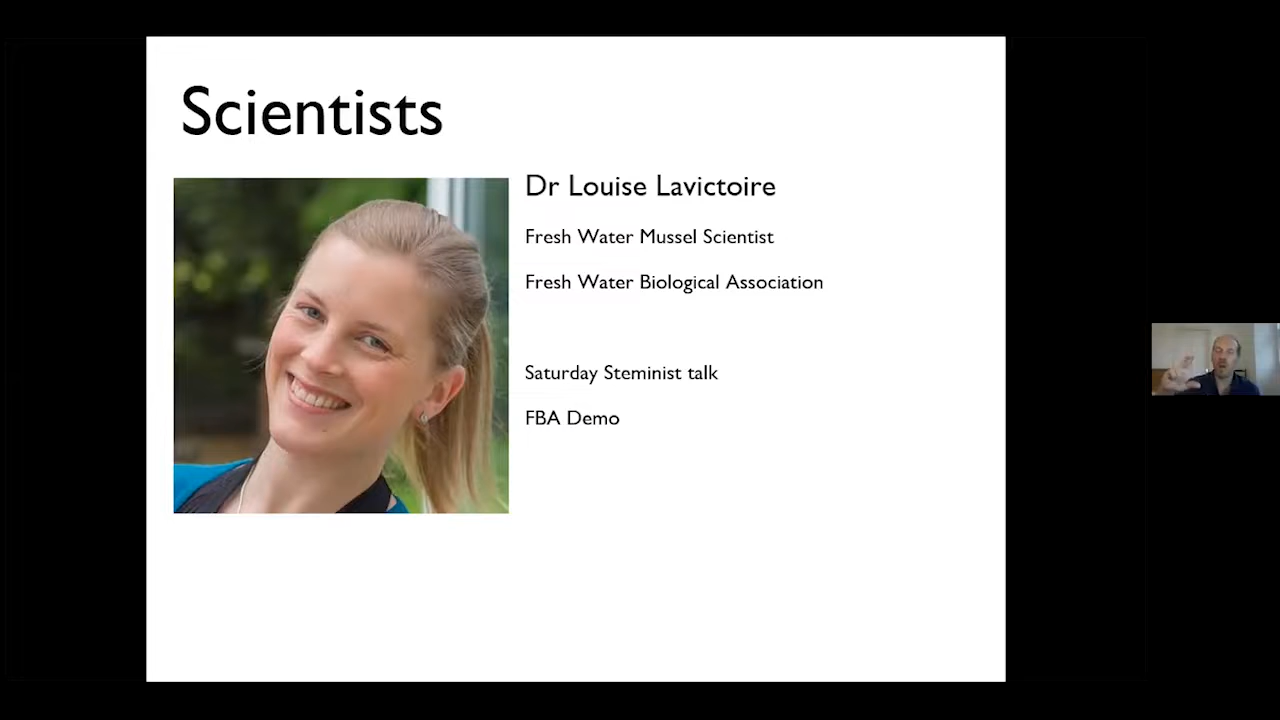 Scientists
Dr Louise Lavictoire
Fresh Water Mussel Scientist
Fresh Water Biological Association
Saturday Steminist talk
FBA Demo